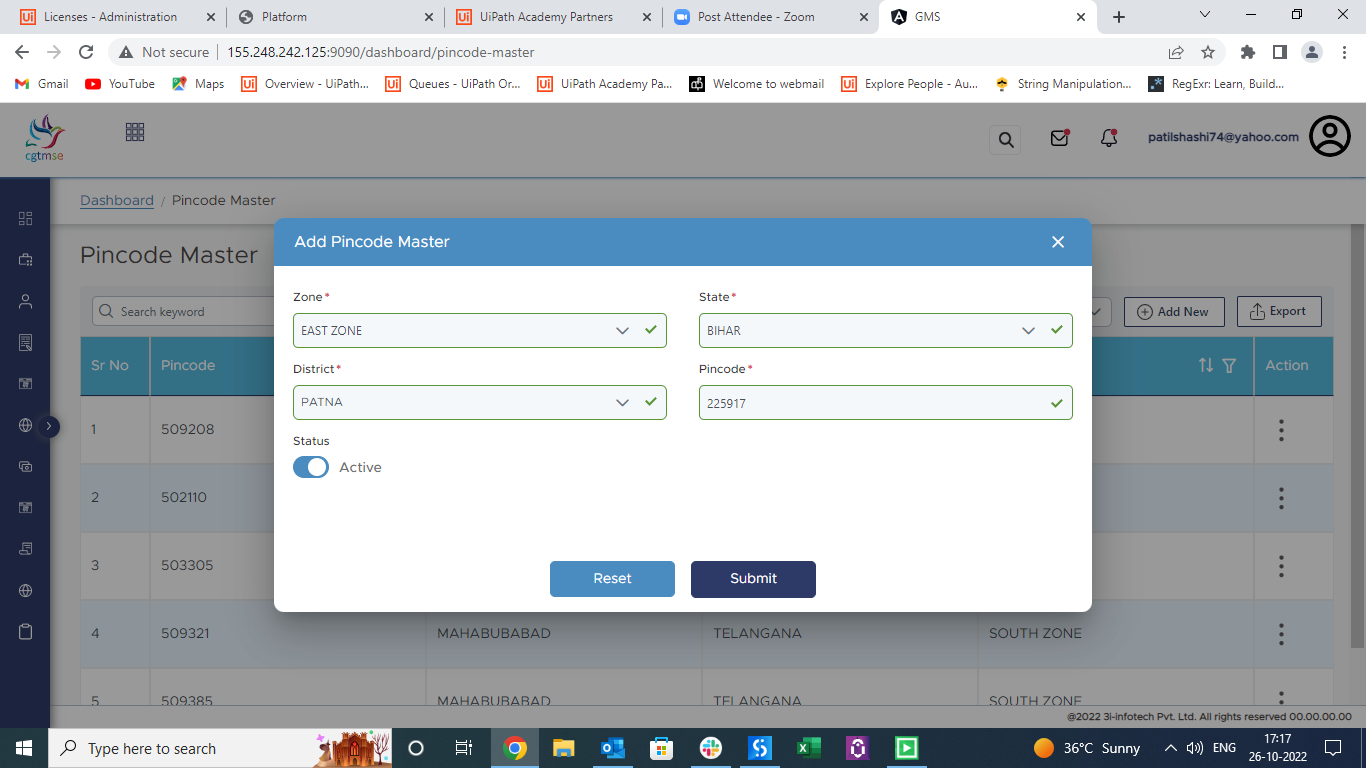 Licenses - Administration
Platform
UiPath Academy Partners
Post Attendee - Zoom
GMS
Not secure 155.248.242.125:9090/dashboard/pincode-master
Gmail
YouTube
Maps
Overview - UiPath...
Queues - UiPath Or...
UiPath Academy Pa...
Welcome to webmail
Explore People - Au...
String Manipulation...
RegExr: Learn, Build...
cgtmse
patilshashi74@yahoo.com
Dashboard / Pincode Master
Pincode Master
Search keyword
Add New
Export
Sr No Pincode Action
1 509208
2 502110
3 503305
4 509321 MAHABUBABAD TELANGANA SOUTH ZONE
5 509385 MAHABUBABAD TELANGANA SOUTH ZONE
Add Pincode Master
Zone* State*
EAST ZONE BIHAR
District* Pincode*
PATNA 225917
Status
Active
Reset Submit
@2022 3i-infotech Pvt. Ltd. All rights reserved 00.00.00.00
Type here to search
36°C Sunny
ENG
17:17
26-10-2022